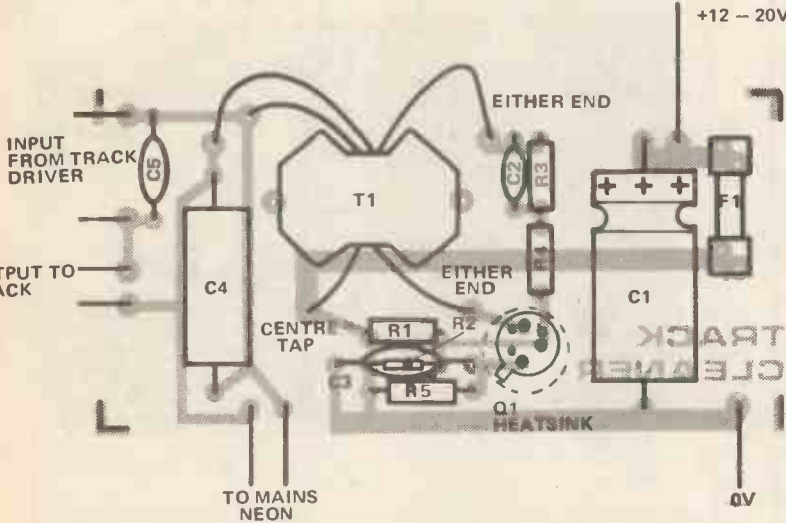 +12 – 20V
EITHER END
INPUT
FROM TRACK
DRIVER
C5
C2
R3
+ + +
F1
T1
TPUT TO
ACK
C4
EITHER
END
R4
C1
CENTRE
TAP
R1
R2
C3
R5
TRACK
CLEANER
Q1
HEATSINK
TO MAINS
NEON
0V